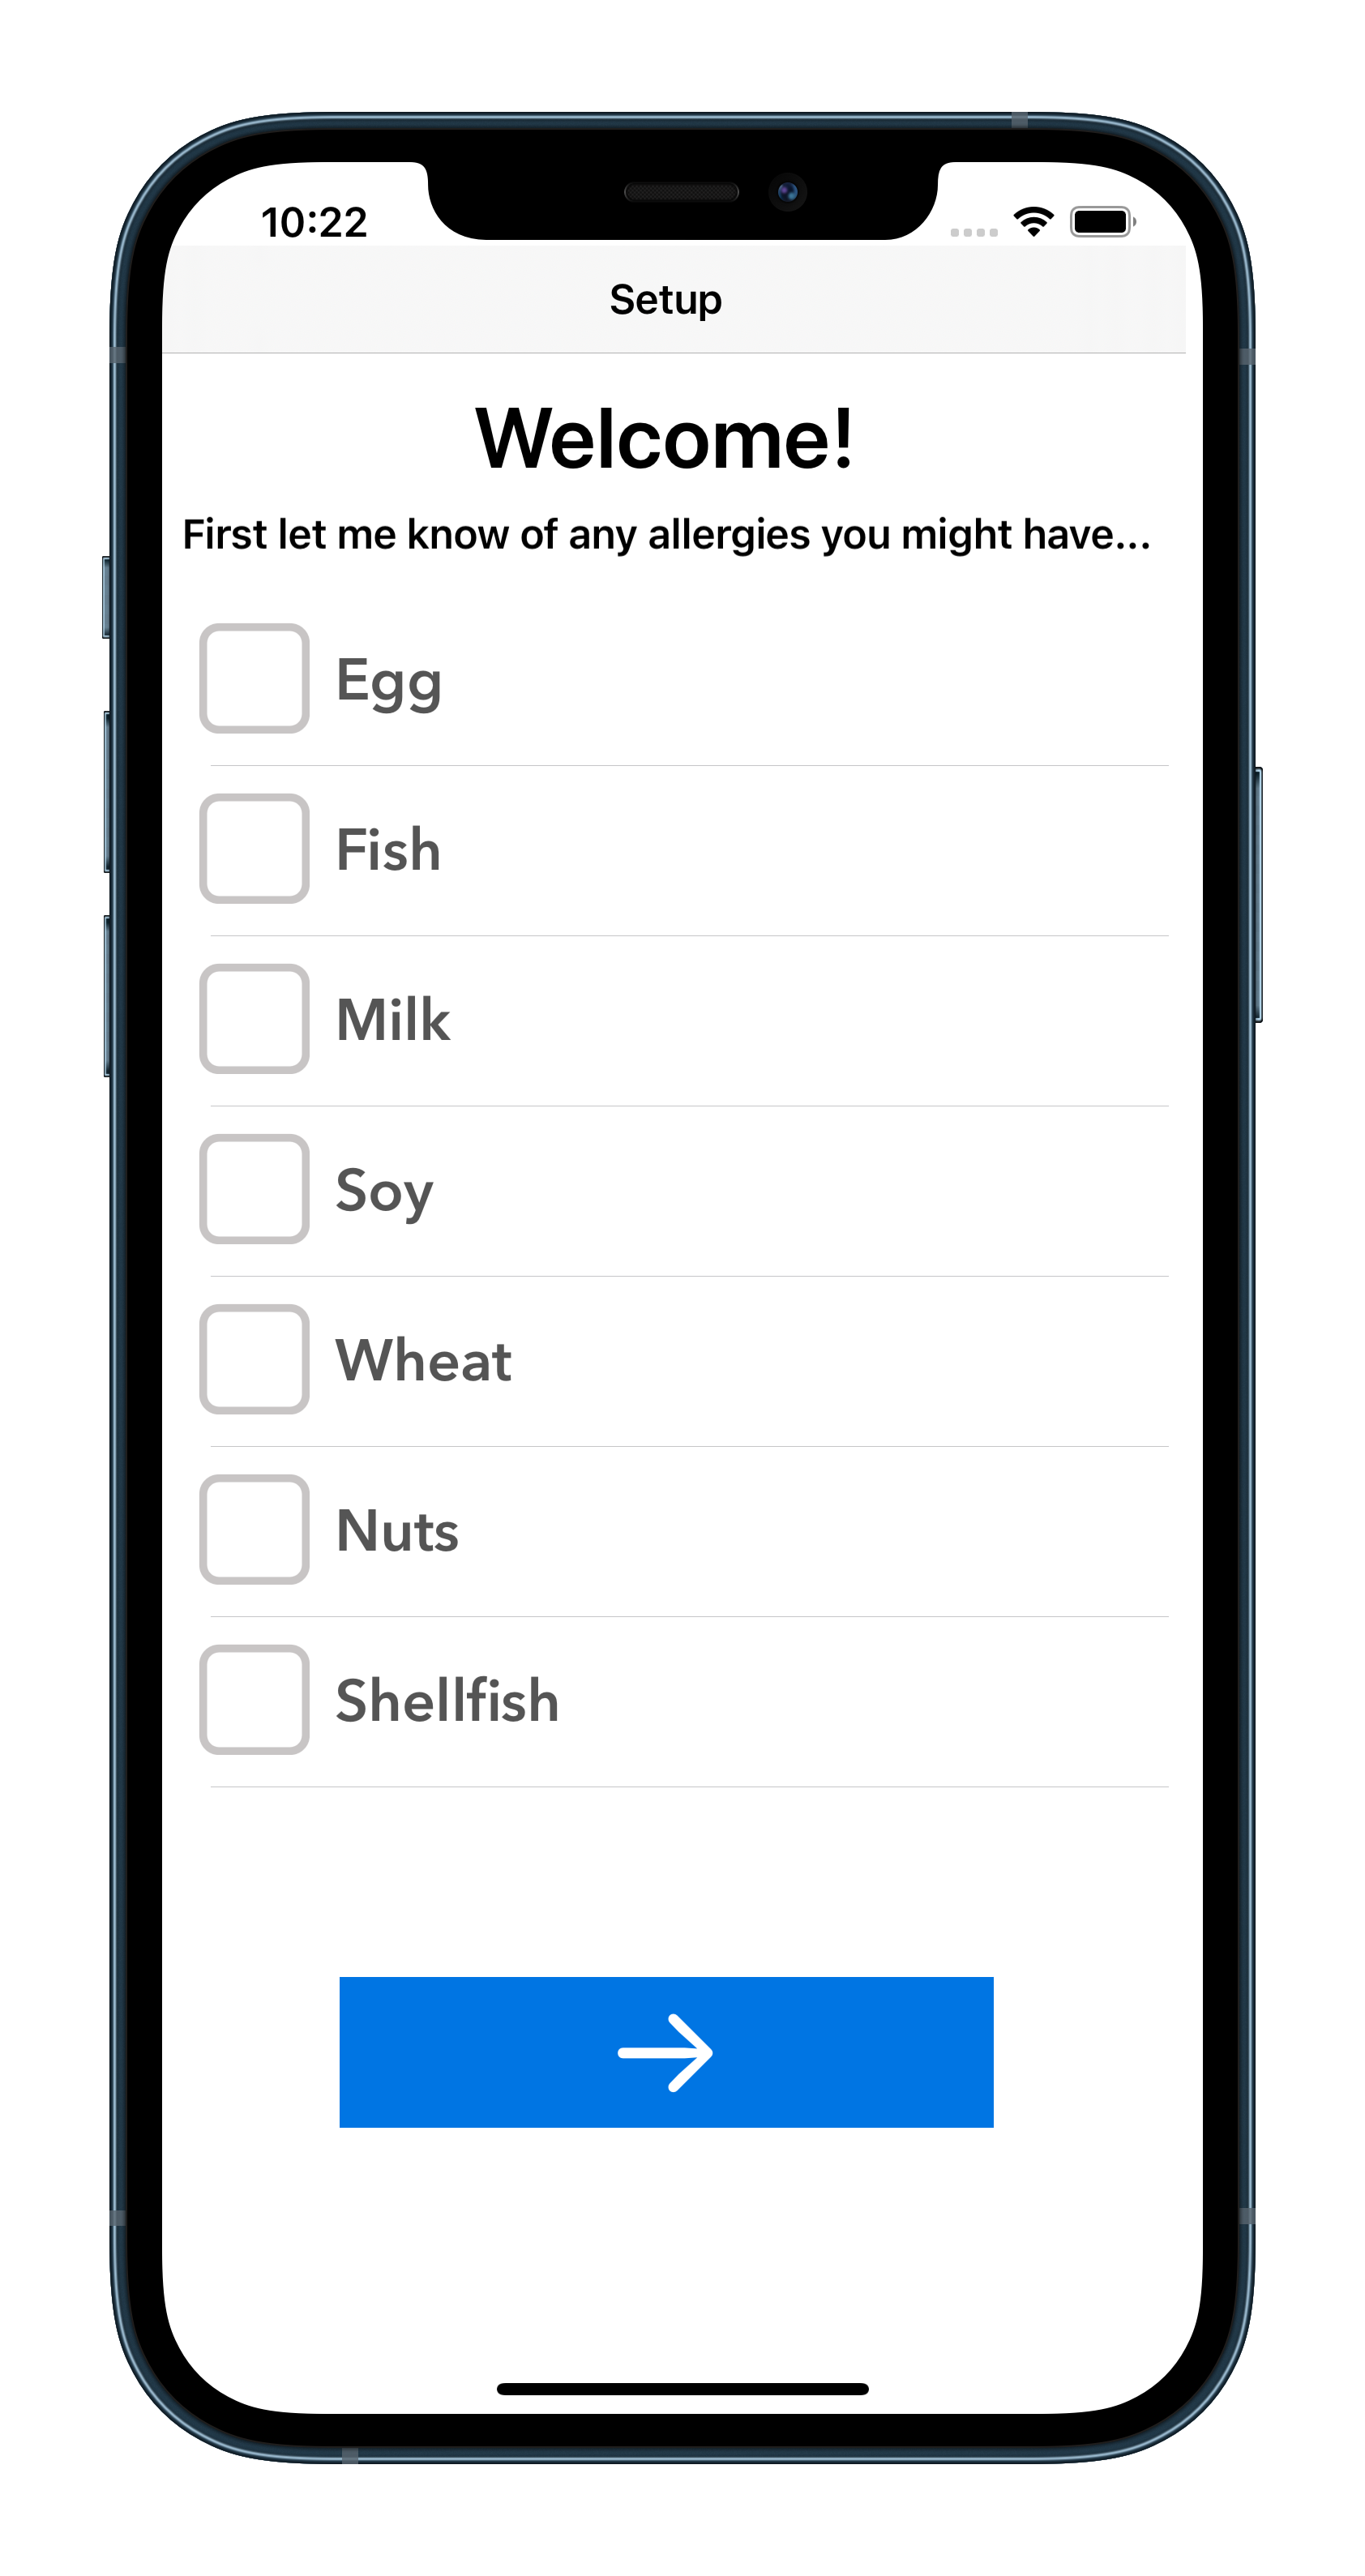 10:22
Setup
Welcome!
First let me know of any allergies you might have...
Egg
Fish
Milk
Soy
Wheat
Nuts
Shellfish